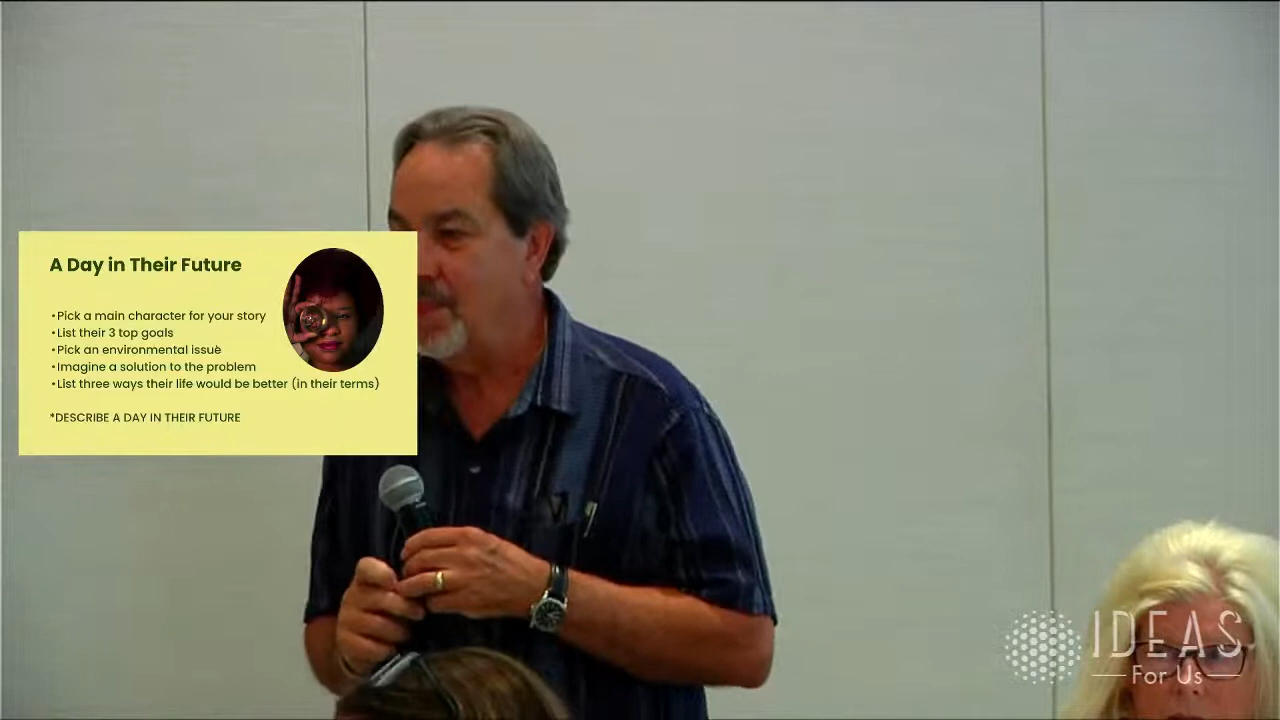 A Day in Their Future
•Pick a main character for your story
•List their 3 top goals
•Pick an environmental issue
•Imagine a solution to the problem
•List three ways their life would be better (in their terms)
*DESCRIBE A DAY IN THEIR FUTURE
IDEAS
For Us